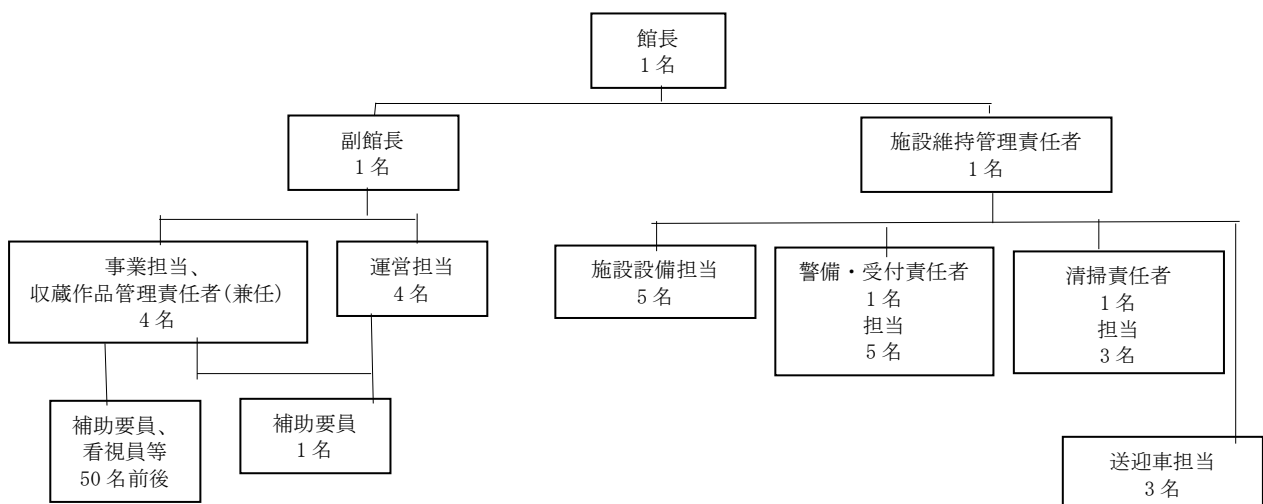 館長
1名
副館長
1名
施設維持管理責任者
1名
事業担当、
収蔵作品管理責任者(兼任)
4名
運営担当
4名
施設設備担当
5名
警備・受付責任者
1名
担当
5名
清掃責任者
1名
担当
3名
補助要員、
看視員等
50名前後
補助要員
1名
送迎車担当
3名